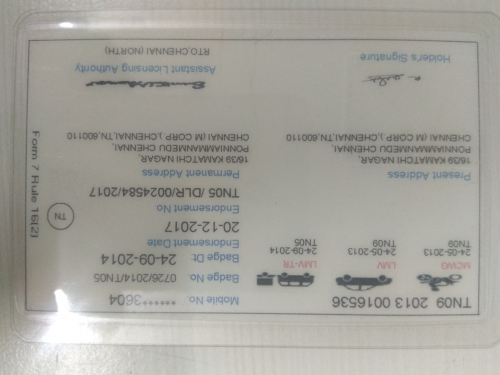 TN09 2013 0016536
MCWG
LMV
LMV-TR
24-05-2013
24-05-2013
24-09-2014
TN09
TN09
TN05
Mobile No. ******3604
Badge No. 0726/2014/TN05
Badge Dt. 24-09-2014
Endorsement Date
20-12-2017
Endorsement No
TN05 /DLR/0024584/2017
Present Address
16/39 KAMATCHI NAGAR,
PONNIAMMANMEDU CHENNAI,
CHENNAI (M CORP.) CHENNAI,TN,600110
Permanent Address
16/39 KAMATCHI NAGAR,
PONNIAMMANMEDU CHENNAI,
CHENNAI (M CORP.) CHENNAI,TN,600110
Holder's Signature
Assistant Licensing Authority
RTO,CHENNAI (NORTH)
TN
Form 7 Rule 16(2)